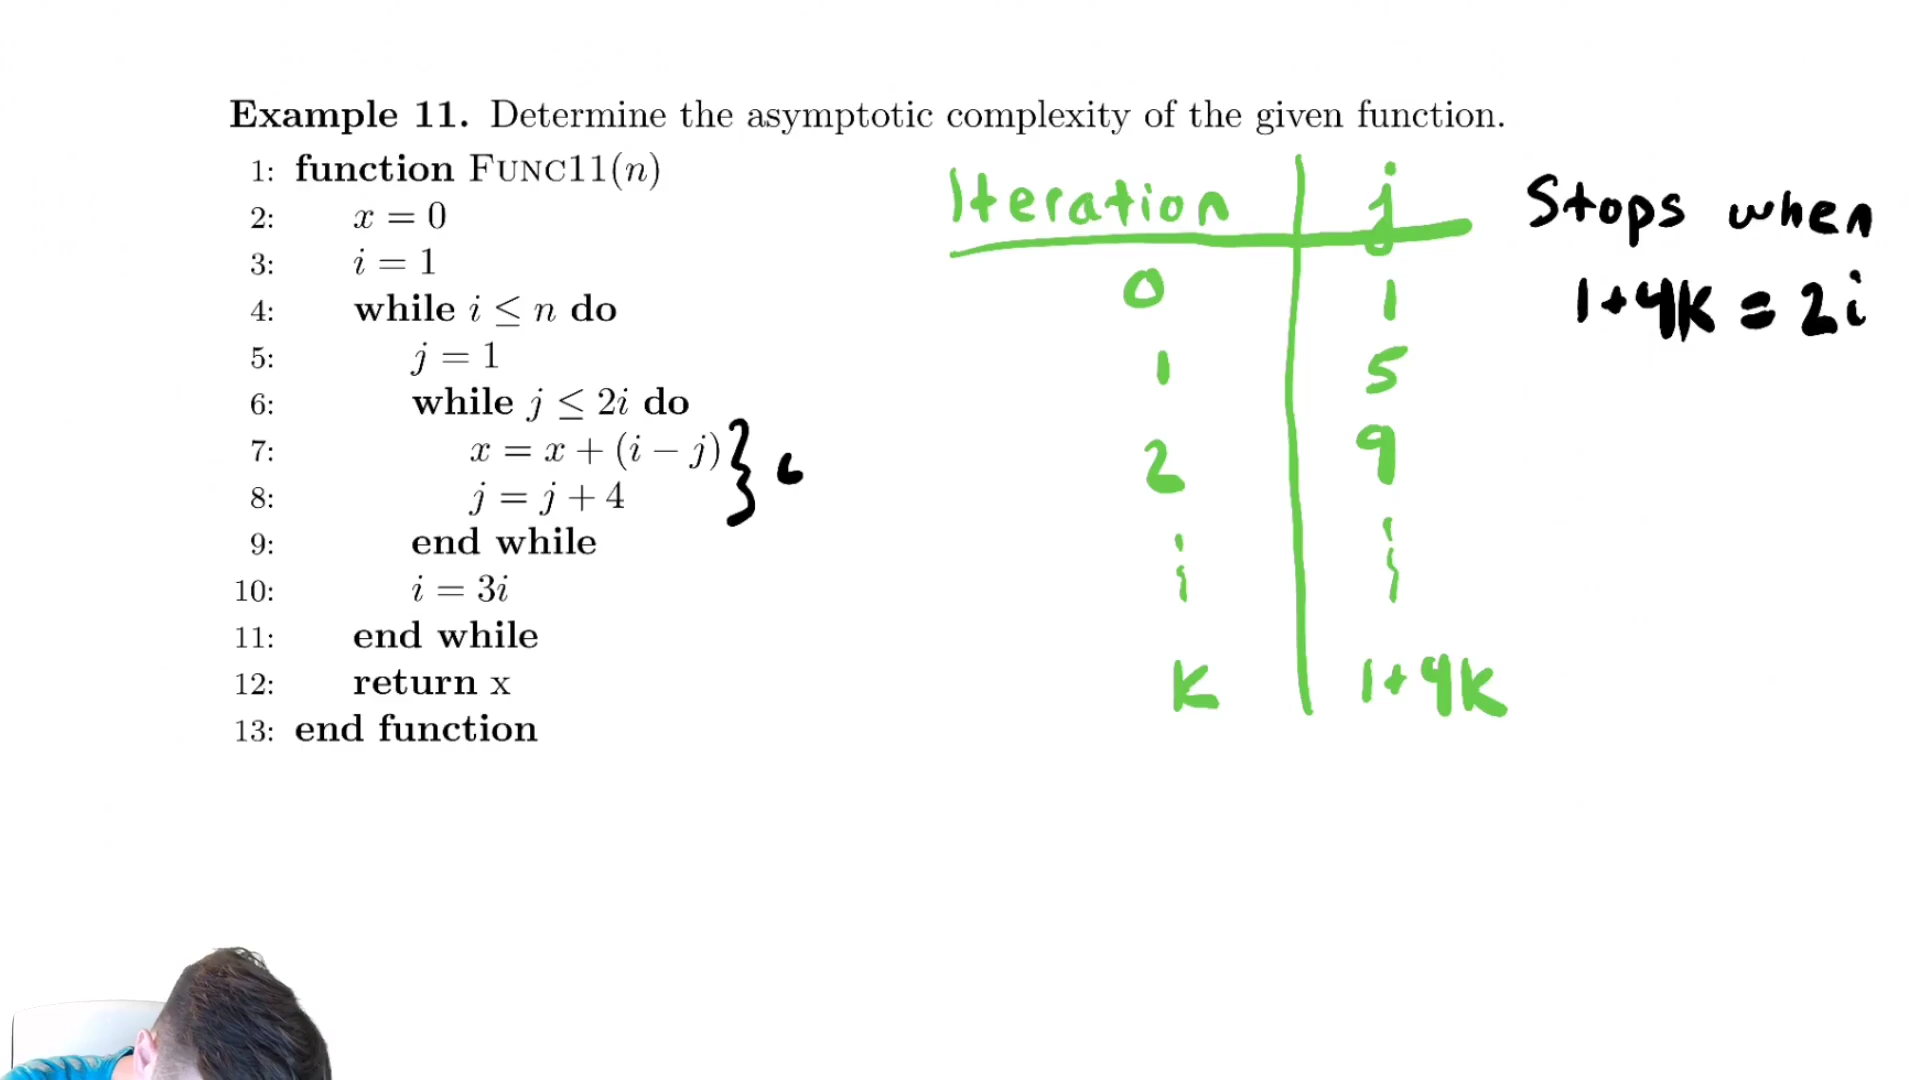 Example 11. Determine the asymptotic complexity of the given function.
1: function FUNC11(n)
2: x = 0
3: i = 1
4: while i ≤ n do
5: j = 1
6: while j ≤ 2i do
7: x = x + (i − j)
8: j = j + 4
9: end while
10: i = 3i
11: end while
12: return x
13: end function
} c
Iteration j
0 1
1 5
2 9
⋮ ⋮
k 1+4k
Stops when
1+4k = 2i